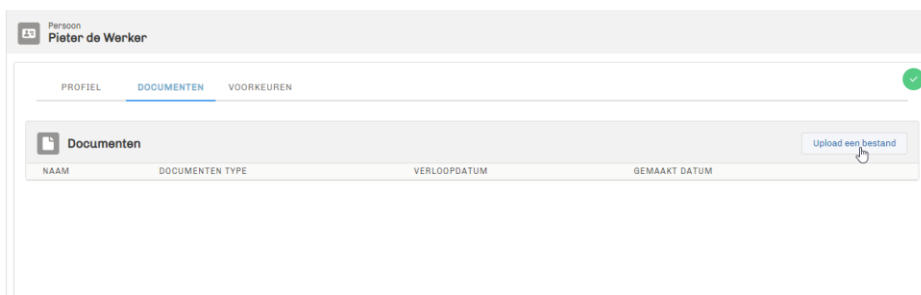 Persoon
Pieter de Werker
PROFIEL DOCUMENTEN VOORKEUREN
Documenten
Upload een bestand
NAAM DOCUMENTEN TYPE VERLOOPDATUM GEMAAKT DATUM